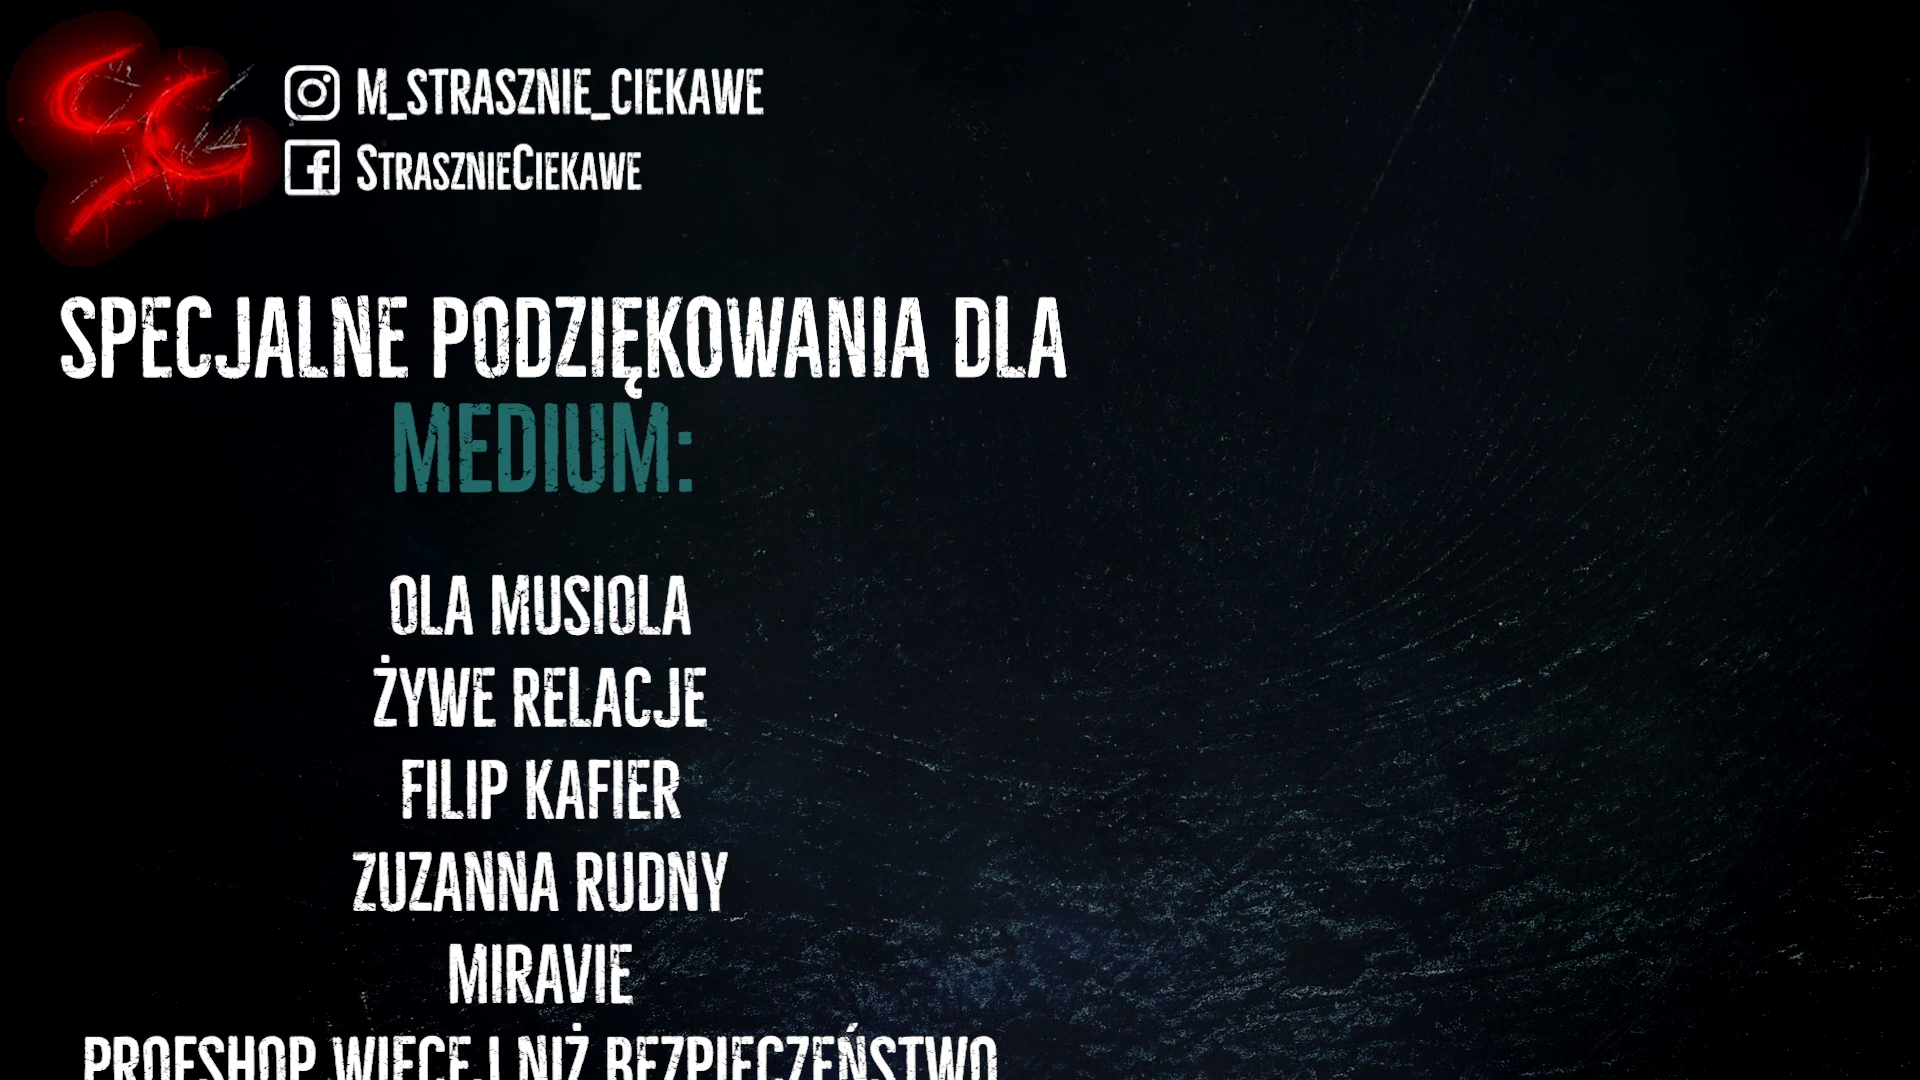 M_STRASZNIE_CIEKAWE
STRASZNIECIEKAWE
SPECJALNE PODZIĘKOWANIA DLA
MEDIUM:
OLA MUSIOLA
ŻYWE RELACJE
FILIP KAFIER
ZUZANNA RUDNY
MIRAVIE
PROFSHOP WIĘCEJ NIŻ BEZPIECZEŃSTWO